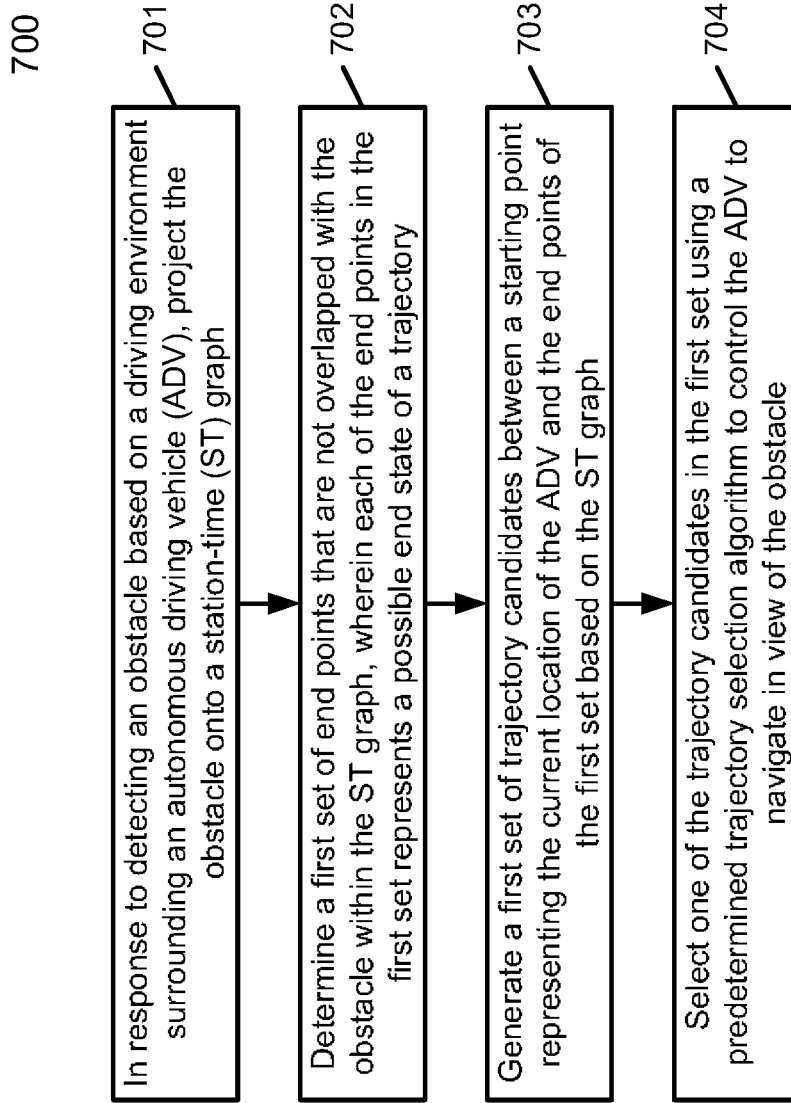 700
In response to detecting an obstacle based on a driving environment
surrounding an autonomous driving vehicle (ADV), project the
obstacle onto a station-time (ST) graph
701
Determine a first set of end points that are not overlapped with the
obstacle within the ST graph, wherein each of the end points in the
first set represents a possible end state of a trajectory
702
Generate a first set of trajectory candidates between a starting point
representing the current location of the ADV and the end points of
the first set based on the ST graph
703
Select one of the trajectory candidates in the first set using a
predetermined trajectory selection algorithm to control the ADV to
navigate in view of the obstacle
704